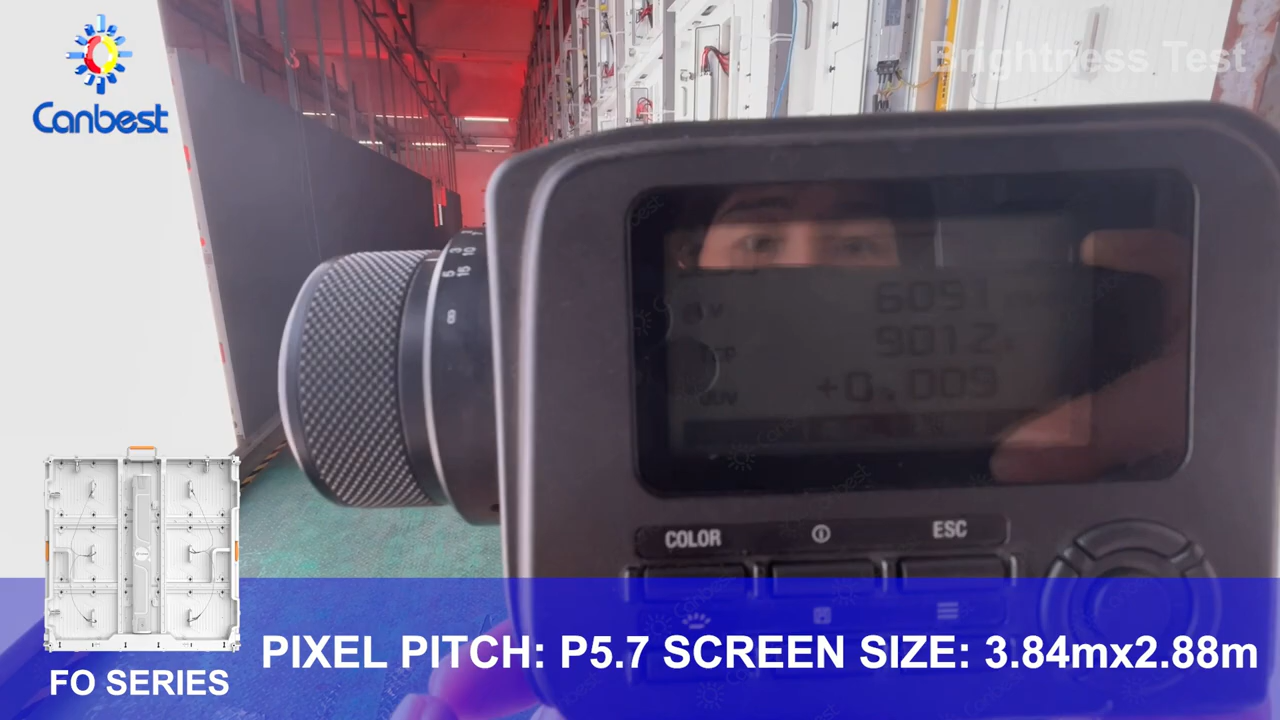 Canbest
Brightness Test
6091
9012
+0.009
COLOR
ESC
PIXEL PITCH: P5.7 SCREEN SIZE: 3.84mx2.88m
FO SERIES